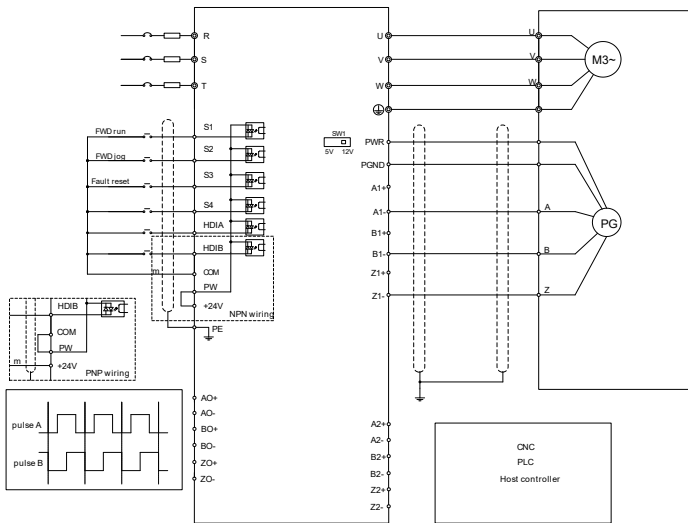 R
S
T
U
V
W
U
V
W
M3~
S1
FWD run
S2
FWD jog
S3
Fault reset
S4
HDIA
HDIB
m
COM
PW
+24V
NPN wiring
PE
SW1
5V 12V
PWR
PGND
A1+
A1-
B1+
B1-
Z1+
Z1-
A
B
Z
PG
HDIB
COM
PW
m
+24V
PNP wiring
pulse A
pulse B
AO+
AO-
BO+
BO-
ZO+
ZO-
A2+
A2-
B2+
B2-
Z2+
Z2-
CNC
PLC
Host controller